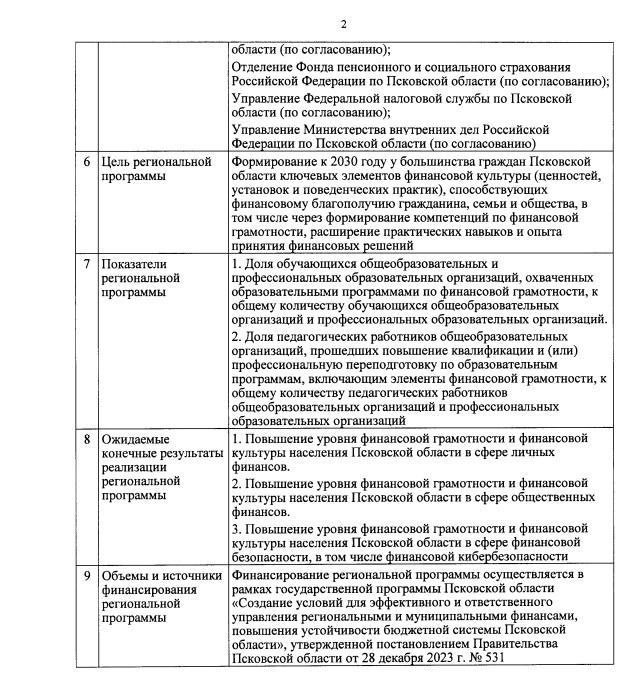 2
области (по согласованию);
Отделение Фонда пенсионного и социального страхования
Российской Федерации по Псковской области (по согласованию);
Управление Федеральной налоговой службы по Псковской
области (по согласованию);
Управление Министерства внутренних дел Российской
Федерации по Псковской области (по согласованию)
6 Цель региональной
программы
Формирование к 2030 году у большинства граждан Псковской
области ключевых элементов финансовой культуры (ценностей,
установок и поведенческих практик), способствующих
финансовому благополучию гражданина, семьи и общества, в
том числе через формирование компетенций по финансовой
грамотности, расширение практических навыков и опыта
принятия финансовых решений
7 Показатели
региональной
программы
1. Доля обучающихся общеобразовательных и
профессиональных образовательных организаций, охваченных
образовательными программами по финансовой грамотности, к
общему количеству обучающихся общеобразовательных
организаций и профессиональных образовательных организаций.
2. Доля педагогических работников общеобразовательных
организаций, прошедших повышение квалификации и (или)
профессиональную переподготовку по образовательным
программам, включающим элементы финансовой грамотности, к
общему количеству педагогических работников
общеобразовательных организаций и профессиональных
образовательных организаций
8 Ожидаемые
конечные результаты
реализации
региональной
программы
1. Повышение уровня финансовой грамотности и финансовой
культуры населения Псковской области в сфере личных
финансов.
2. Повышение уровня финансовой грамотности и финансовой
культуры населения Псковской области в сфере общественных
финансов.
3. Повышение уровня финансовой грамотности и финансовой
культуры населения Псковской области в сфере финансовой
безопасности, в том числе финансовой кибербезопасности
9 Объемы и источники
финансирования
региональной
программы
Финансирование региональной программы осуществляется в
рамках государственной программы Псковской области
«Создание условий для эффективного и ответственного
управления региональными и муниципальными финансами,
повышения устойчивости бюджетной системы Псковской
области», утвержденной постановлением Правительства
Псковской области от 28 декабря 2023 г. № 531